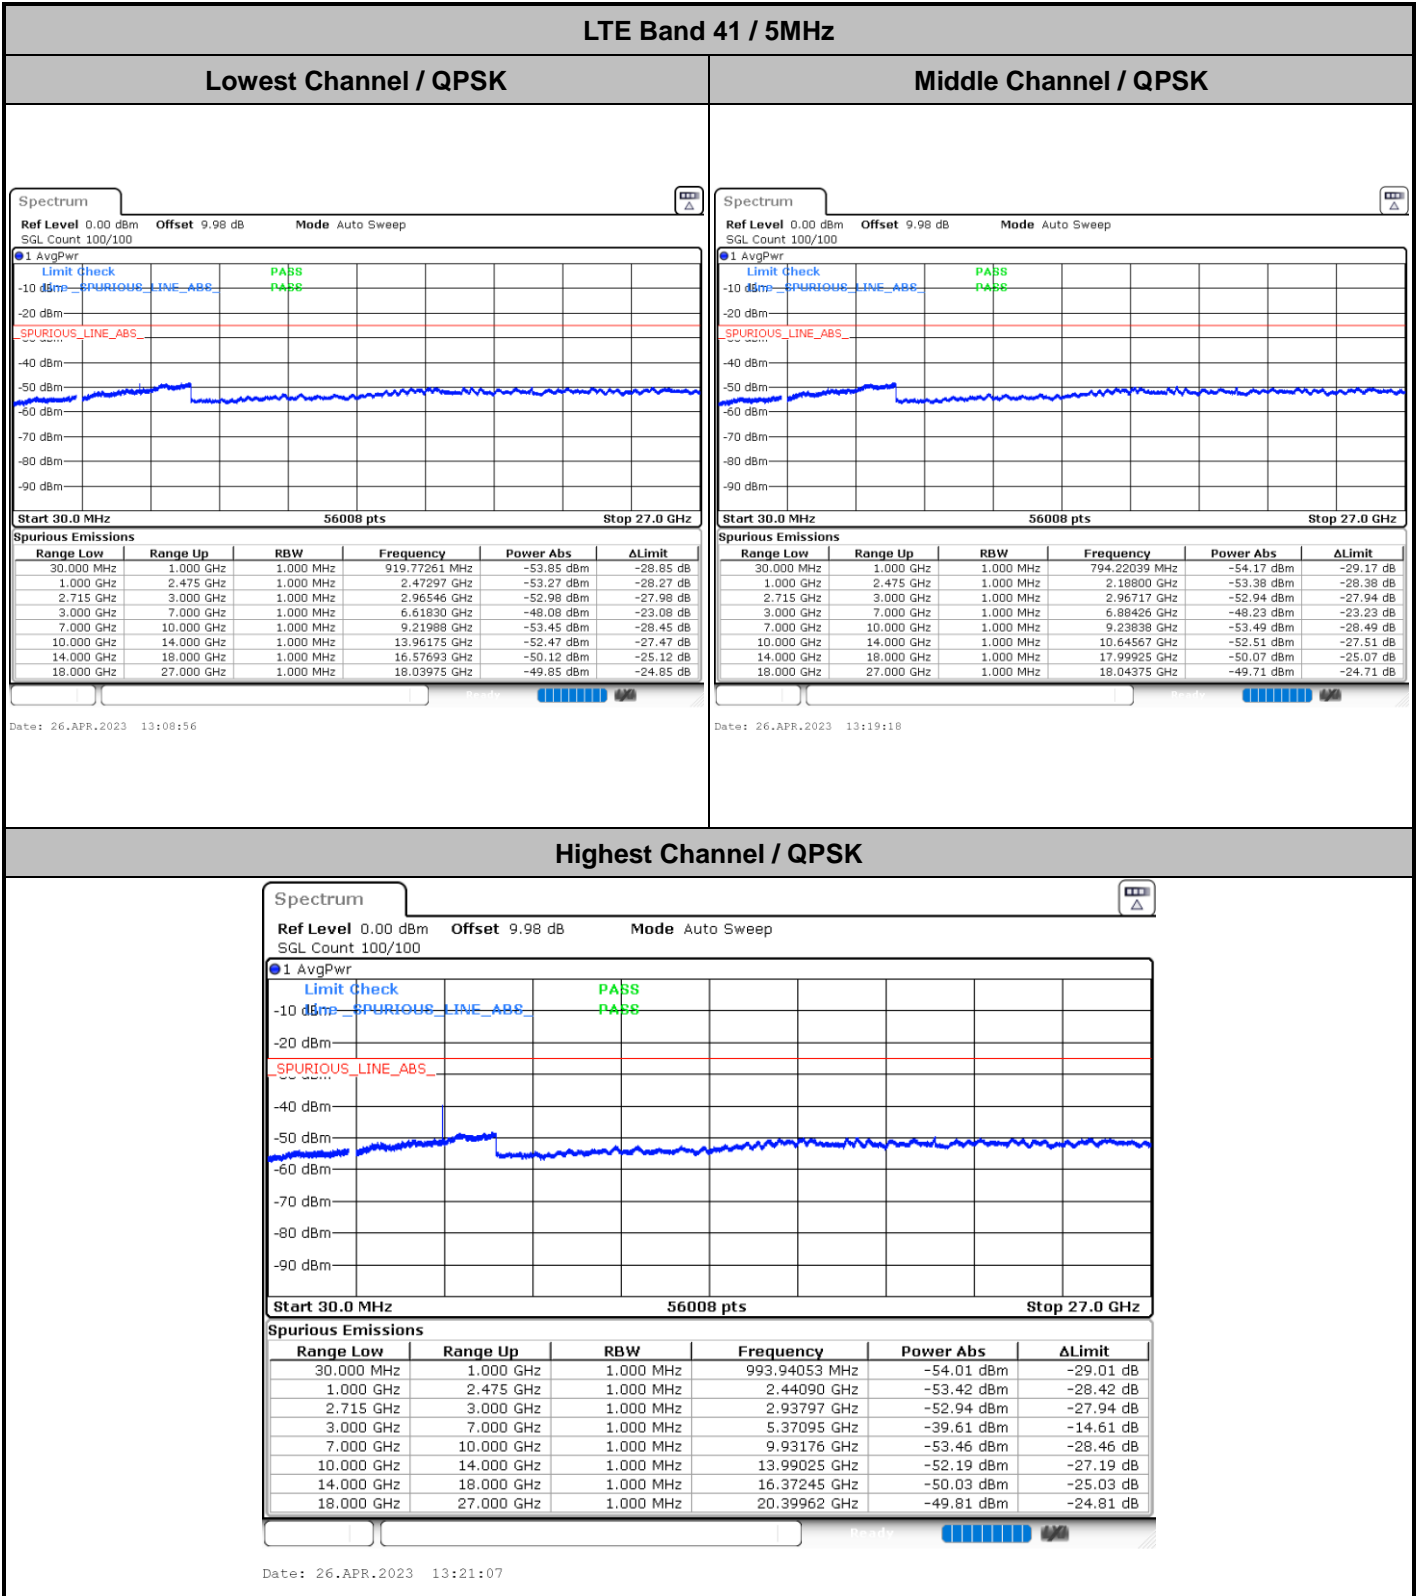 LTE Band 41 / 5MHz
Lowest Channel / QPSK
Middle Channel / QPSK
Spectrum
Ref Level 0.00 dBm Offset 9.98 dB Mode Auto Sweep
SGL Count 100/100
1 AvgPwr
Limit Check PASS
-10 dBm Line _SPURIOUS_LINE_ABS_ PASS
-20 dBm
_SPURIOUS_LINE_ABS_
-40 dBm
-50 dBm
-60 dBm
-70 dBm
-80 dBm
-90 dBm
Start 30.0 MHz 56008 pts Stop 27.0 GHz
Spurious Emissions
Range Low Range Up RBW Frequency Power Abs ΔLimit
30.000 MHz 1.000 GHz 1.000 MHz 919.77261 MHz -53.85 dBm -28.85 dB
1.000 GHz 2.475 GHz 1.000 MHz 2.47297 GHz -53.27 dBm -28.27 dB
2.715 GHz 3.000 GHz 1.000 MHz 2.96546 GHz -52.98 dBm -27.98 dB
3.000 GHz 7.000 GHz 1.000 MHz 6.61830 GHz -48.08 dBm -23.08 dB
7.000 GHz 10.000 GHz 1.000 MHz 9.21988 GHz -53.45 dBm -28.45 dB
10.000 GHz 14.000 GHz 1.000 MHz 13.96175 GHz -52.47 dBm -27.47 dB
14.000 GHz 18.000 GHz 1.000 MHz 16.57693 GHz -50.12 dBm -25.12 dB
18.000 GHz 27.000 GHz 1.000 MHz 18.03975 GHz -49.85 dBm -24.85 dB
Ready
Date: 26.APR.2023 13:08:56
Spectrum
Ref Level 0.00 dBm Offset 9.98 dB Mode Auto Sweep
SGL Count 100/100
1 AvgPwr
Limit Check PASS
-10 dBm Line _SPURIOUS_LINE_ABS_ PASS
-20 dBm
_SPURIOUS_LINE_ABS_
-40 dBm
-50 dBm
-60 dBm
-70 dBm
-80 dBm
-90 dBm
Start 30.0 MHz 56008 pts Stop 27.0 GHz
Spurious Emissions
Range Low Range Up RBW Frequency Power Abs ΔLimit
30.000 MHz 1.000 GHz 1.000 MHz 794.22039 MHz -54.17 dBm -29.17 dB
1.000 GHz 2.475 GHz 1.000 MHz 2.18800 GHz -53.38 dBm -28.38 dB
2.715 GHz 3.000 GHz 1.000 MHz 2.96717 GHz -52.94 dBm -27.94 dB
3.000 GHz 7.000 GHz 1.000 MHz 6.88426 GHz -48.23 dBm -23.23 dB
7.000 GHz 10.000 GHz 1.000 MHz 9.23838 GHz -53.49 dBm -28.49 dB
10.000 GHz 14.000 GHz 1.000 MHz 10.64567 GHz -52.51 dBm -27.51 dB
14.000 GHz 18.000 GHz 1.000 MHz 17.99925 GHz -50.07 dBm -25.07 dB
18.000 GHz 27.000 GHz 1.000 MHz 18.04375 GHz -49.71 dBm -24.71 dB
Ready
Date: 26.APR.2023 13:19:18
Highest Channel / QPSK
Spectrum
Ref Level 0.00 dBm Offset 9.98 dB Mode Auto Sweep
SGL Count 100/100
1 AvgPwr
Limit Check PASS
-10 dBm Line _SPURIOUS_LINE_ABS_ PASS
-20 dBm
_SPURIOUS_LINE_ABS_
-40 dBm
-50 dBm
-60 dBm
-70 dBm
-80 dBm
-90 dBm
Start 30.0 MHz 56008 pts Stop 27.0 GHz
Spurious Emissions
Range Low Range Up RBW Frequency Power Abs ΔLimit
30.000 MHz 1.000 GHz 1.000 MHz 993.94053 MHz -54.01 dBm -29.01 dB
1.000 GHz 2.475 GHz 1.000 MHz 2.44090 GHz -53.42 dBm -28.42 dB
2.715 GHz 3.000 GHz 1.000 MHz 2.93797 GHz -52.94 dBm -27.94 dB
3.000 GHz 7.000 GHz 1.000 MHz 5.37095 GHz -39.61 dBm -14.61 dB
7.000 GHz 10.000 GHz 1.000 MHz 9.93176 GHz -53.46 dBm -28.46 dB
10.000 GHz 14.000 GHz 1.000 MHz 13.99025 GHz -52.19 dBm -27.19 dB
14.000 GHz 18.000 GHz 1.000 MHz 16.37245 GHz -50.03 dBm -25.03 dB
18.000 GHz 27.000 GHz 1.000 MHz 20.39962 GHz -49.81 dBm -24.81 dB
Ready
Date: 26.APR.2023 13:21:07